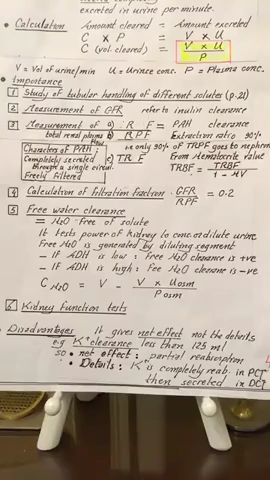 excreted in urine per minute.
• Calculation Amount cleared = Amount excreted
C x P = V x U
C (vol. cleared) = V x U / P
V = Vol of urine/min U = Urine conc. P = Plasma conc.
• Importance
1 Study of tubular handling of different solutes (p.21)
2 Measurement of GFR refer to inulin clearance
3 Measurement of a) R F = PAH clearance
total renal plasma flow b) RPF Extraction ratio 90%
Characters of PAH: ie only 90% of TRPF goes to nephron
Completely secreted c) TRF From Hematocrite value
through a single circul. TRBF = TRBF / 1 - HV
Freely filtered
4 Calculation of filtration fraction . GFR / RPF = 0.2
5 Free water clearance
= H2O free of solute
It tests power of kidney to concentrate urine
Free H2O is generated by diluting segment
- If ADH is low: Free H2O clearance is +ve
- If ADH is high: Fee H2O clearane is -ve
C H2O = V - V x Uosm / Posm
6 Kidney function tests
• Disadvantages It gives net effect not the details
e.g K+ clearance less than 125 ml
so • net effect: partial reabsorption
• Details: K+ is completely reab. in PCT
then secreted in DCT